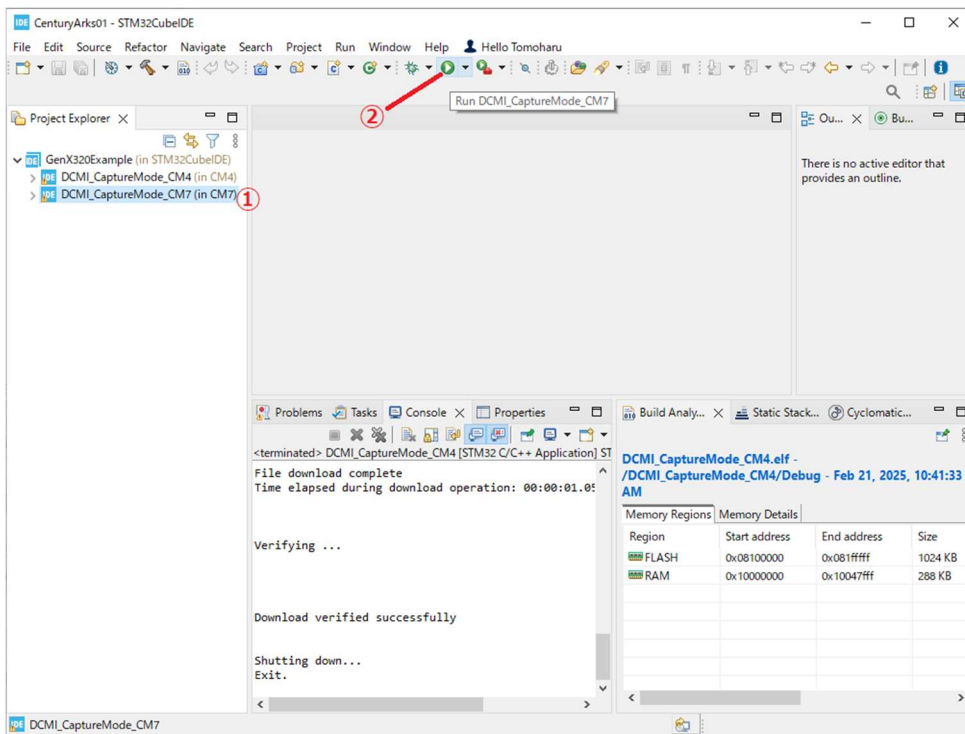 IDE CenturyArks01 - STM32CubeIDE
File Edit Source Refactor Navigate Search Project Run Window Help Hello Tomoharu
②
Run DCMI_CaptureMode_CM7
Project Explorer
Ou...
Bu...
GenX320Example (in STM32CubeIDE)
DCMI_CaptureMode_CM4 (in CM4)
DCMI_CaptureMode_CM7 (in CM7)
①
There is no active editor that
provides an outline.
Problems Tasks Console Properties
<terminated> DCMI_CaptureMode_CM4 [STM32 C/C++ Application] ST
File download complete
Time elapsed during download operation: 00:00:01.05
Verifying ...
Download verified successfully
Shutting down...
Exit.
Build Analy... Static Stack... Cyclomatic...
DCMI_CaptureMode_CM4.elf -
/DCMI_CaptureMode_CM4/Debug - Feb 21, 2025, 10:41:33
AM
Memory Regions Memory Details
Region Start address End address Size
FLASH 0x08100000 0x081fffff 1024 KB
RAM 0x10000000 0x10047fff 288 KB
IDE DCMI_CaptureMode_CM7